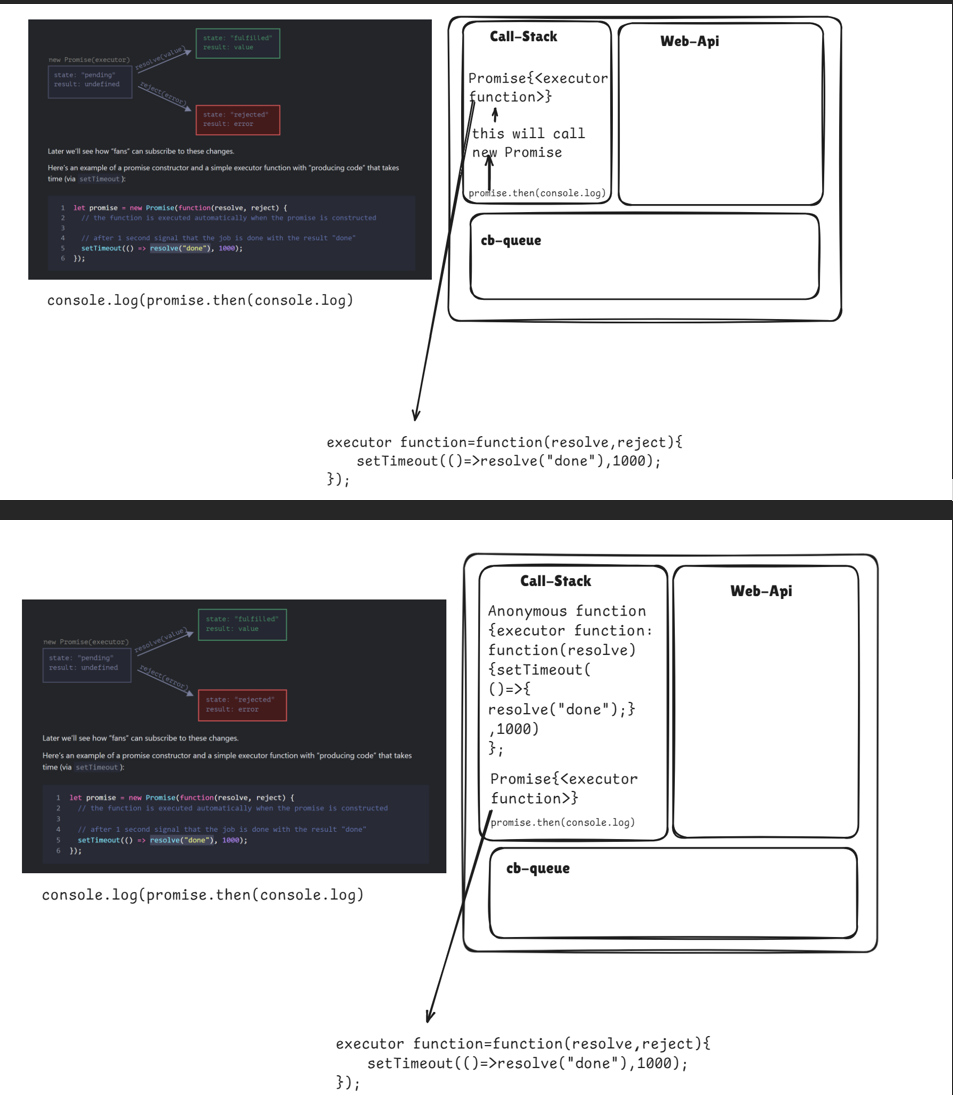 state: "fulfilled"
result: value
new Promise(executor)
resolve(value)
state: "pending"
result: undefined
reject(error)
state: "rejected"
result: error
Later we'll see how "fans" can subscribe to these changes.
Here's an example of a promise constructor and a simple executor function with "producing code" that takes
time (via setTimeout):
1 let promise = new Promise(function(resolve, reject) {
2 // the function is executed automatically when the promise is constructed
3
4 // after 1 second signal that the job is done with the result "done"
5 setTimeout(() => resolve("done"), 1000);
6 });
console.log(promise.then(console.log)
Call-Stack
Promise{<executor
function>}
this will call
new Promise
promise.then(console.log)
Web-Api
cb-queue
executor function=function(resolve,reject){
setTimeout(()=>resolve("done"),1000);
});
state: "fulfilled"
result: value
new Promise(executor)
resolve(value)
state: "pending"
result: undefined
reject(error)
state: "rejected"
result: error
Later we'll see how "fans" can subscribe to these changes.
Here's an example of a promise constructor and a simple executor function with "producing code" that takes
time (via setTimeout):
1 let promise = new Promise(function(resolve, reject) {
2 // the function is executed automatically when the promise is constructed
3
4 // after 1 second signal that the job is done with the result "done"
5 setTimeout(() => resolve("done"), 1000);
6 });
console.log(promise.then(console.log)
Call-Stack
Anonymous function
{executor function:
function(resolve)
{setTimeout(
()=>{
resolve("done");}
,1000)
};
Promise{<executor
function>}
promise.then(console.log)
Web-Api
cb-queue
executor function=function(resolve,reject){
setTimeout(()=>resolve("done"),1000);
});